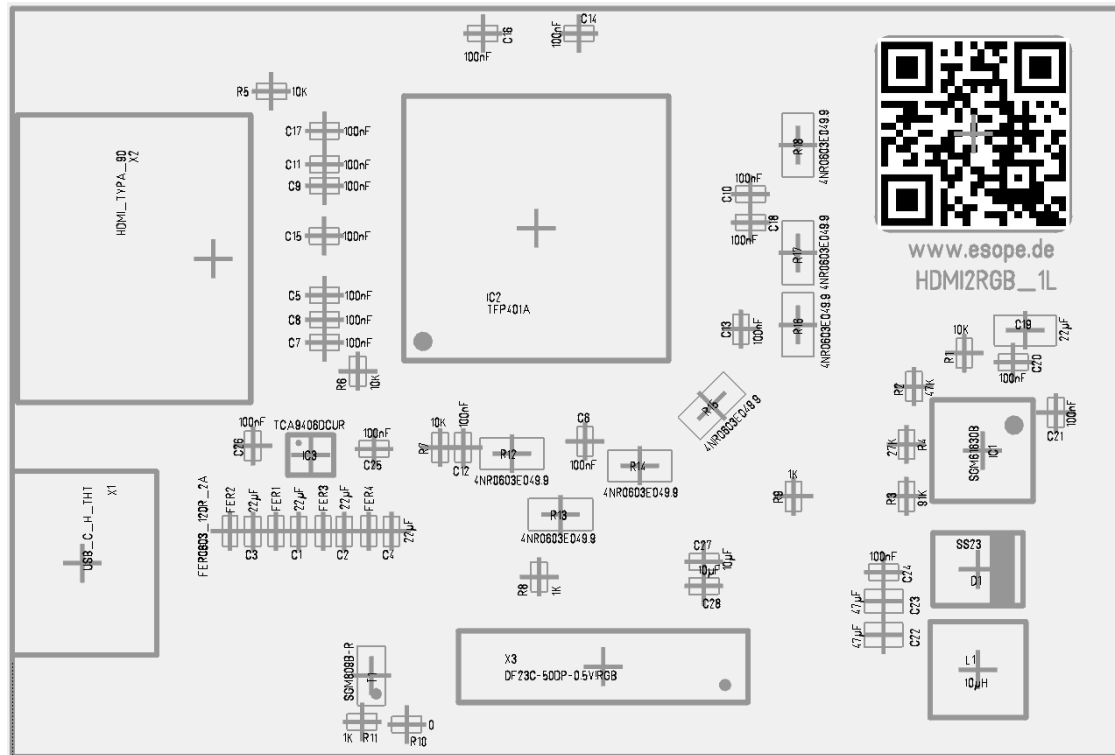 C16
100nF
C14
100nF
R5
10K
C17
100nF
C11
100nF
C9
100nF
C15
100nF
C5
100nF
C8
100nF
C7
100nF
R6
10K
HDMI_TYPA_90
X2
IC2
TFP401A
R18
4NR0603E049.9
C10
100nF
C18
100nF
R17
4NR0603E049.9
R16
4NR0603E049.9
C13
100nF
R15
4NR0603E049.9
www.esope.de
HDMI2RGB_1L
C19
22µF
R1
10K
C20
100nF
R2
47K
C21
100nF
R4
27K
SGM61630B
IC1
R3
91K
C26
100nF
TCA9406DCUR
IC3
C25
100nF
R7
10K
C12
100nF
R12
4NR0603E049.9
C6
100nF
R14
4NR0603E049.9
R13
4NR0603E049.9
R9
1K
USB_C_H_THT
X1
FER0603_120R_2A
FER2
C3
22µF
FER1
C1
22µF
FER3
C2
22µF
FER4
C4
22µF
R8
1K
C27
10µF
10µF
C28
SS23
D1
100nF
C24
47µF
C23
47µF
C22
L1
10µH
X3
DF23C-50DP-0.5V!RGB
SGM809B-R
T1
1K
R11
0
R10